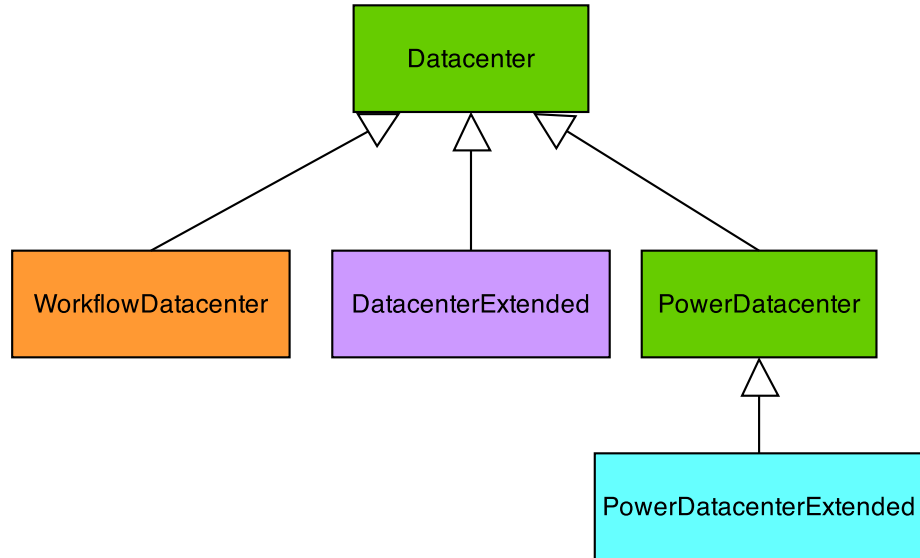 Datacenter
WorkflowDatacenter
DatacenterExtended
PowerDatacenter
PowerDatacenterExtended